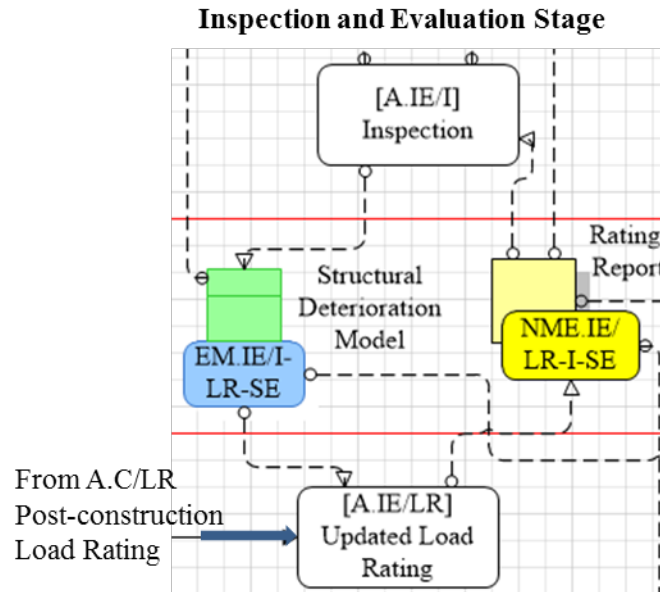 Inspection and Evaluation Stage
[A.IE/I]
Inspection
Structural
Deterioration
Model
EM.IE/I-
LR-SE
Rating
Report
NME.IE/
LR-I-SE
From A.C/LR
Post-construction
Load Rating
[A.IE/LR]
Updated Load
Rating